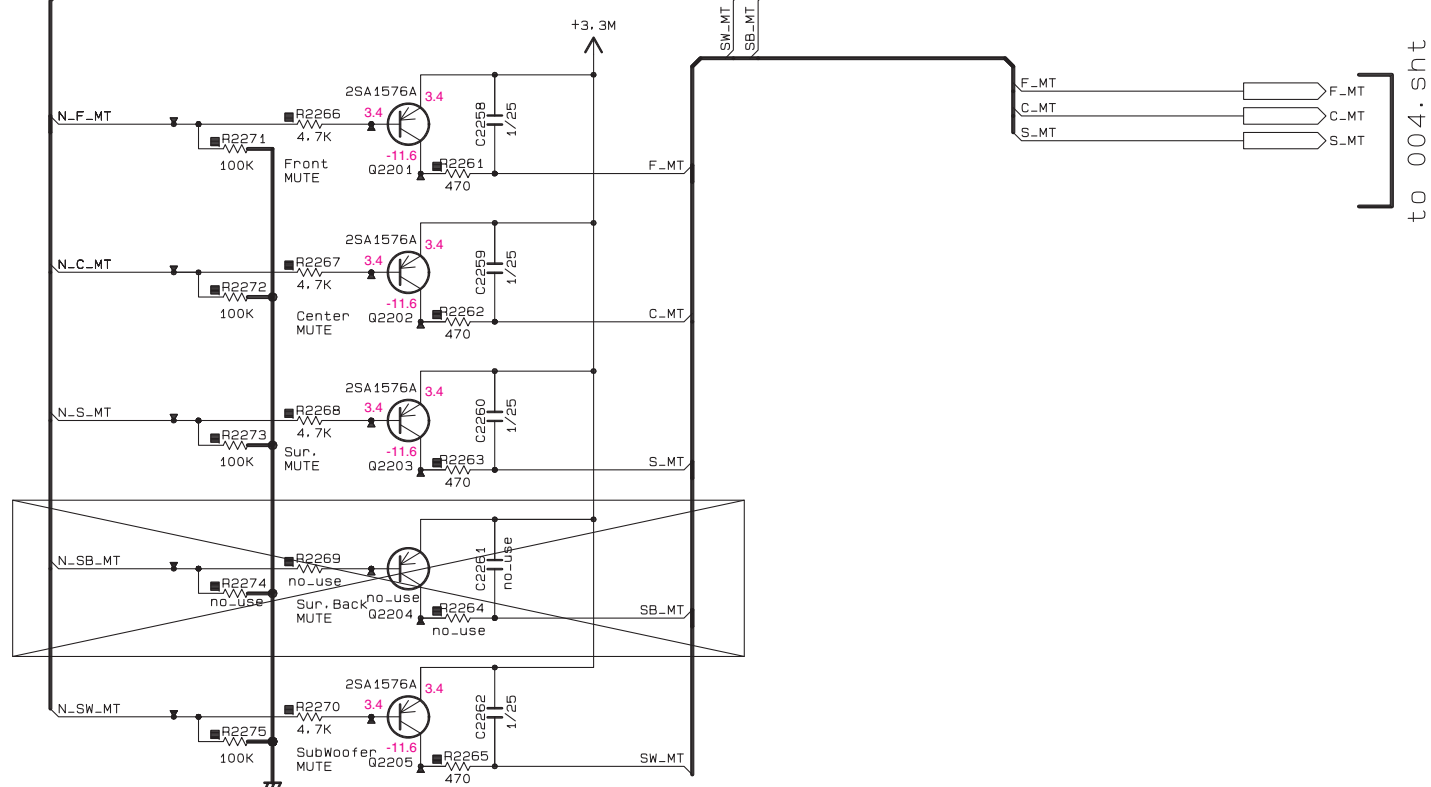 +3.3M
SW_MT
SB_MT
to 004.sht
F_MT
F_MT
C_MT
C_MT
S_MT
S_MT
N_F_MT
R2271
100K
R2266
4.7K
Front
MUTE
2SA1576A
3.4
3.4
-11.6
Q2201
R2261
470
C2258
1/25
F_MT
N_C_MT
R2272
100K
R2267
4.7K
Center
MUTE
2SA1576A
3.4
3.4
-11.6
Q2202
R2262
470
C2259
1/25
C_MT
N_S_MT
R2273
100K
R2268
4.7K
Sur.
MUTE
2SA1576A
3.4
3.4
-11.6
Q2203
R2263
470
C2260
1/25
S_MT
N_SB_MT
R2274
no_use
R2269
no_use
Sur.Back
MUTE
no_use
Q2204
R2264
no_use
C2261
no_use
SB_MT
N_SW_MT
R2275
100K
R2270
4.7K
SubWoofer
MUTE
2SA1576A
3.4
3.4
-11.6
Q2205
R2265
470
C2262
1/25
SW_MT